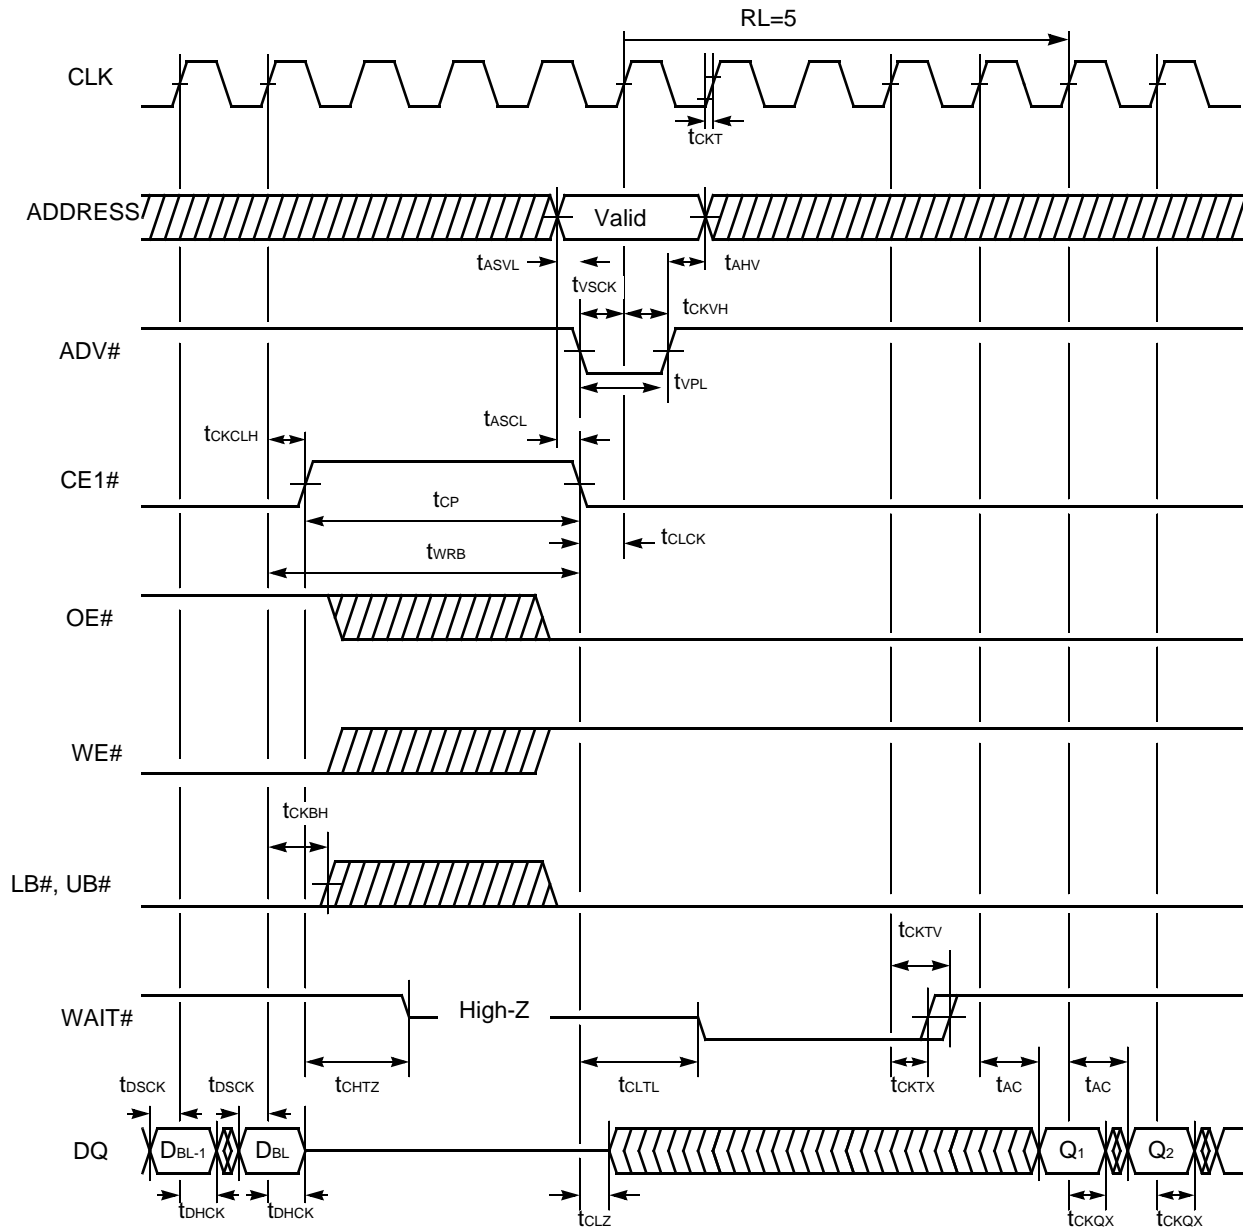 RL=5
CLK
tCKT
ADDRESS
Valid
tASVL
tAHV
tVSCK
tCKVH
ADV#
tVPL
tASCL
tCKCLH
CE1#
tCP
tCLCK
tWRB
OE#
WE#
tCKBH
LB#, UB#
tCKTV
WAIT#
High-Z
tDSCK
tDSCK
tCHTZ
tCLTL
tCKTX
tAC
tAC
DQ
DBL-1
DBL
Q1
Q2
tDHCK
tDHCK
tCLZ
tCKQX
tCKQX